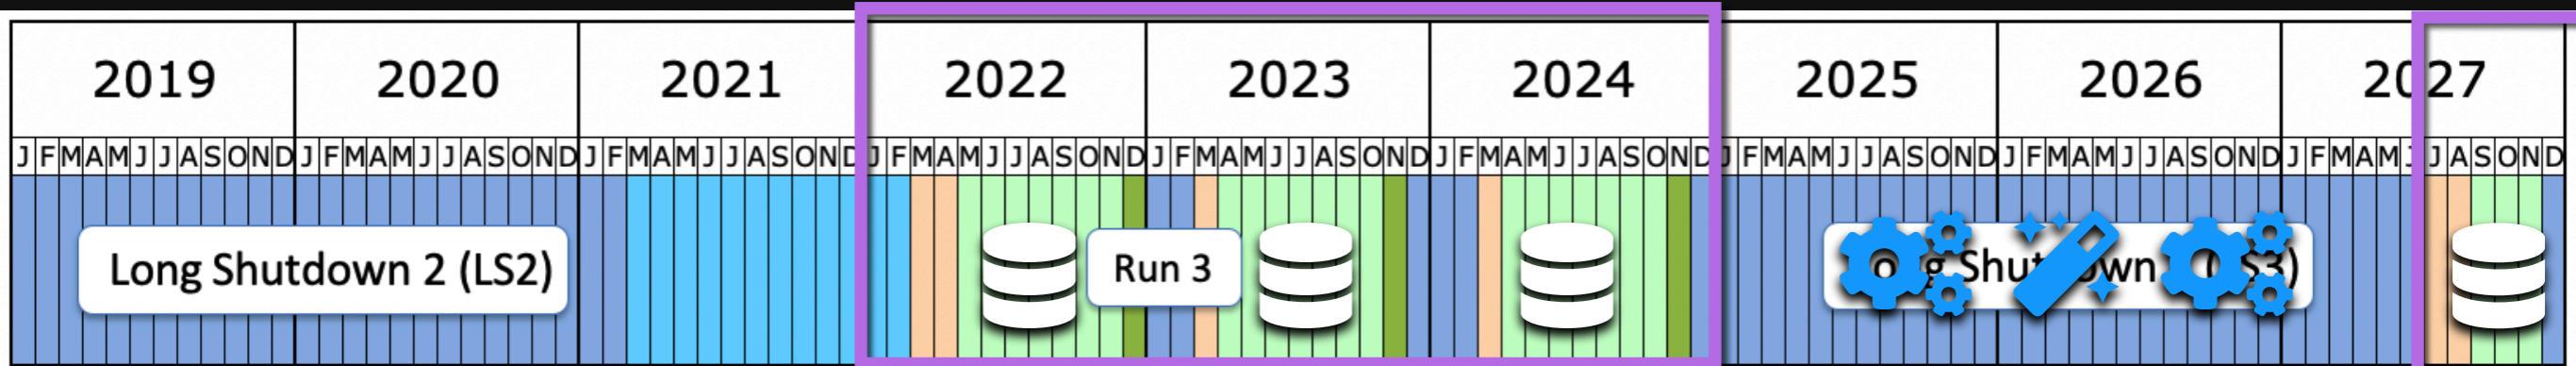 2019 2020 2021 2022 2023 2024 2025 2026 2027
J F M A M J J A S O N D J F M A M J J A S O N D J F M A M J J A S O N D J F M A M J J A S O N D J F M A M J J A S O N D J F M A M J J A S O N D J F M A M J J A S O N D J F M A M J J A S O N D J F M A M J J A S O N D
Long Shutdown 2 (LS2) Run 3